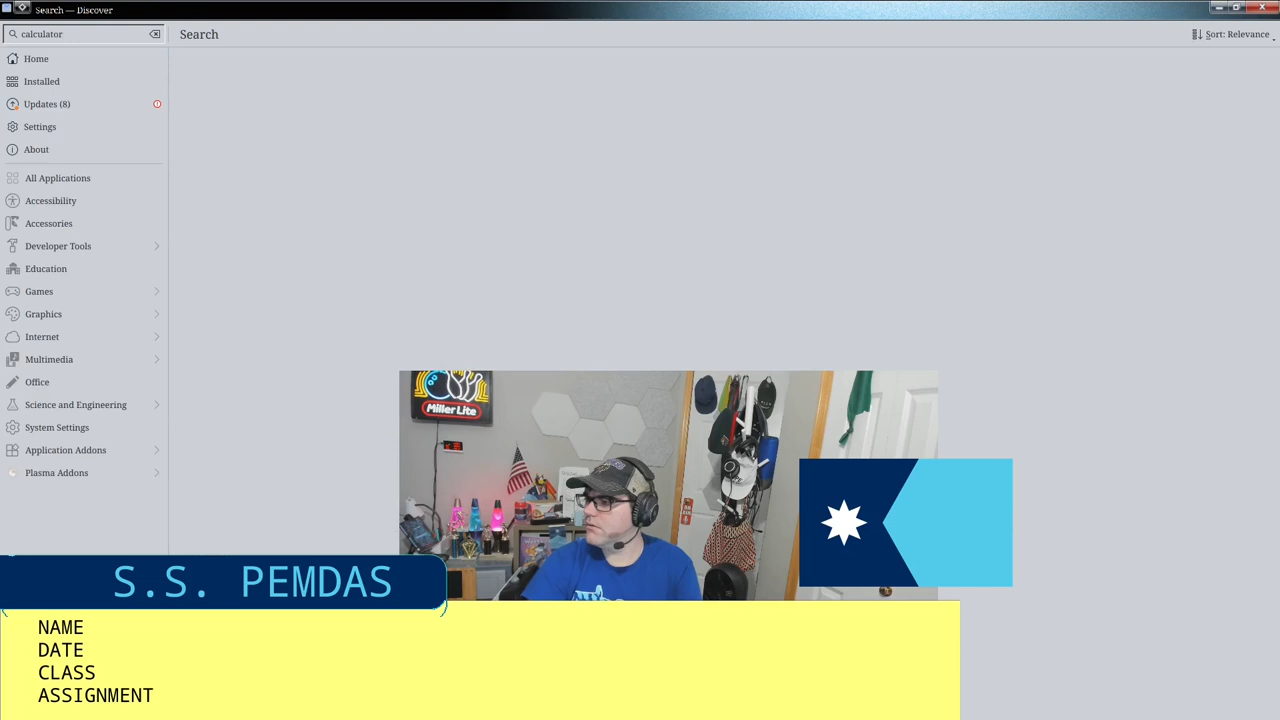 Search — Discover
calculator
Search
Sort: Relevance
Home
Installed
Updates (8)
Settings
About
All Applications
Accessibility
Accessories
Developer Tools
Education
Games
Graphics
Internet
Multimedia
Office
Science and Engineering
System Settings
Application Addons
Plasma Addons
Miller Lite
S.S. PEMDAS
NAME
DATE
CLASS
ASSIGNMENT